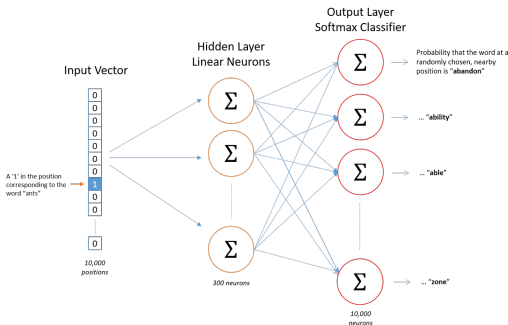 Output Layer
Softmax Classifier
Hidden Layer
Linear Neurons
Input Vector
Probability that the word at a
randomly chosen, nearby
position is "abandon"
... "ability"
... "able"
... "zone"
A '1' in the position
corresponding to the
word "ants"
0
0
0
0
0
0
0
1
0
0
0
10,000
positions
Σ
Σ
Σ
300 neurons
Σ
Σ
Σ
Σ
10,000
neurons